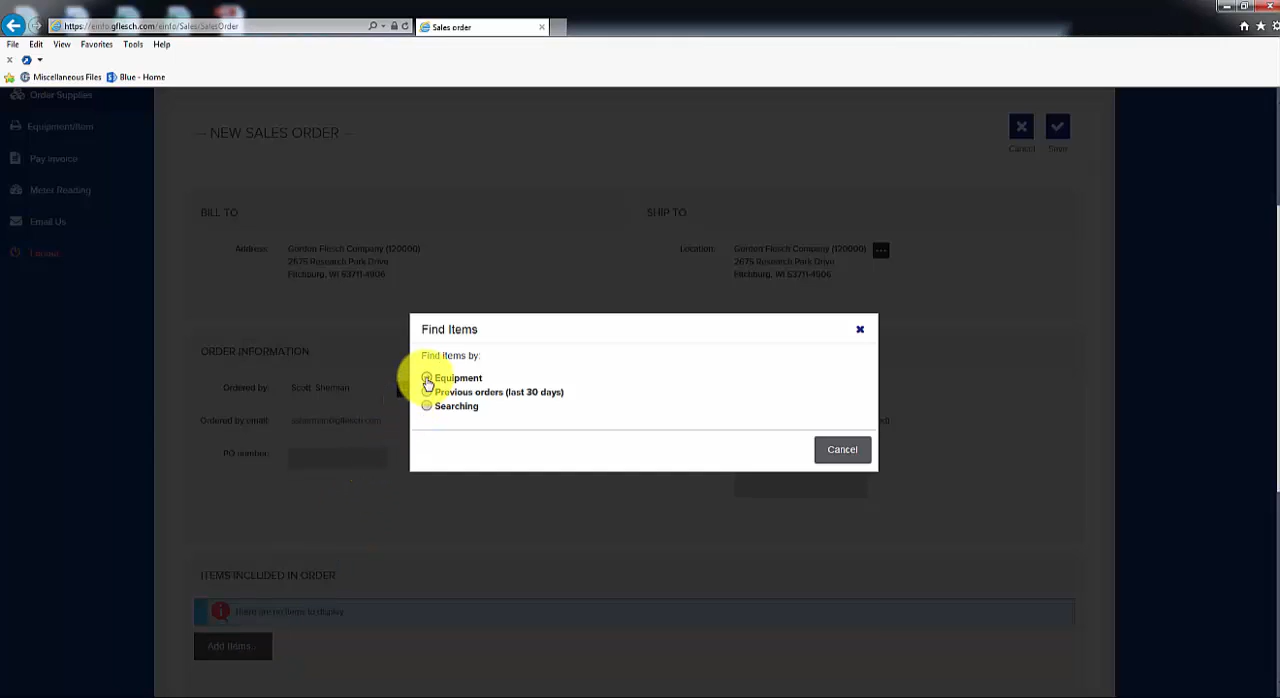 https://einfo.gflesch.com/einfo/Sales/SalesOrder
Sales order
File Edit View Favorites Tools Help
Miscellaneous Files Blue - Home
Order Supplies
Equipment/Item
Pay Invoice
Meter Reading
Email Us
Logout
-- NEW SALES ORDER --
Cancel Save
BILL TO
Address: Gordon Flesch Company (120000)
2675 Research Park Drive
Fitchburg, WI 53711-4906
SHIP TO
Location: Gordon Flesch Company (120000)
2675 Research Park Drive
Fitchburg, WI 53711-4906
Find Items
Find items by:
Equipment
Previous orders (last 30 days)
Searching
Cancel
ORDER INFORMATION
Ordered by: Scott, Sherman
Ordered by email:
PO number:
ITEMS INCLUDED IN ORDER
There are no items to display
Add Items...